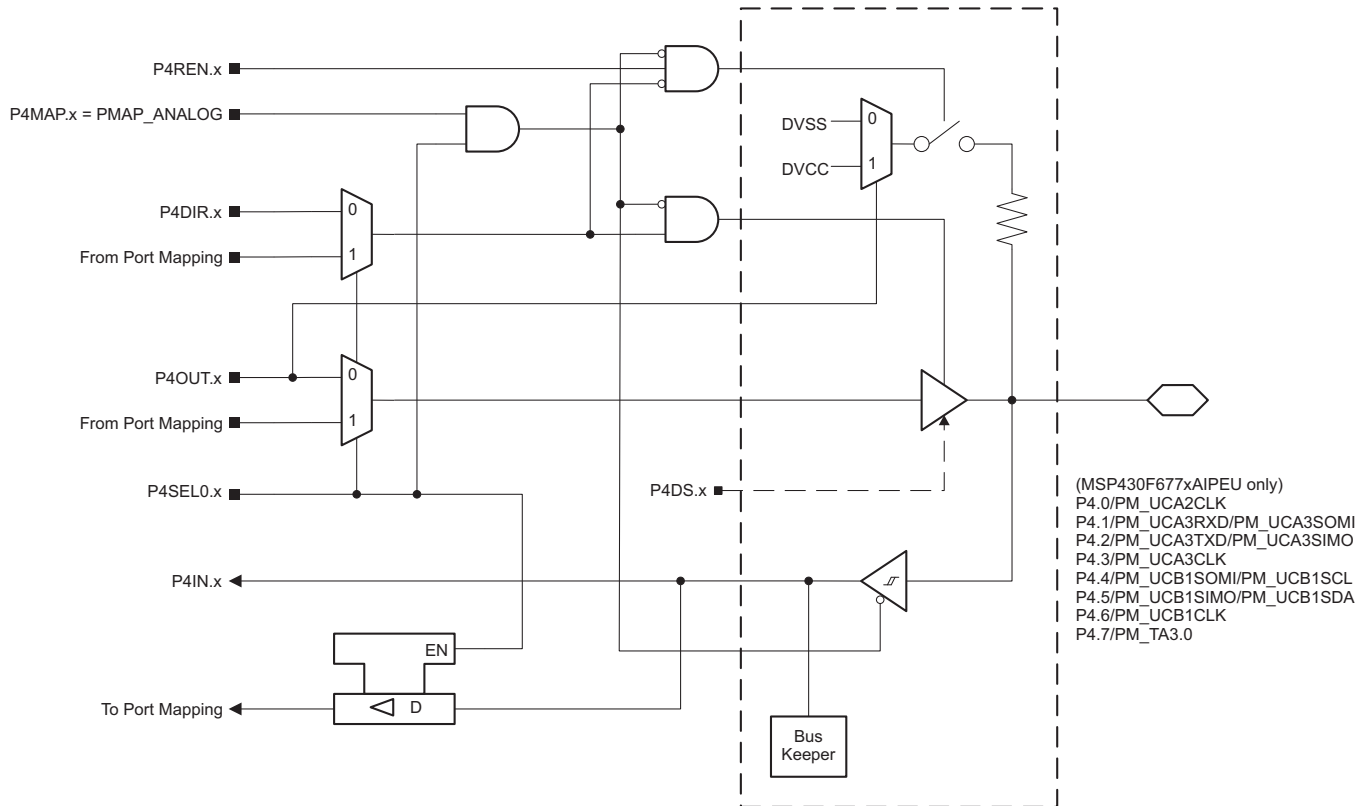 P4REN.x
P4MAP.x = PMAP_ANALOG
DVSS
0
DVCC
1
P4DIR.x
0
From Port Mapping
1
P4OUT.x
0
From Port Mapping
1
P4SEL0.x
P4DS.x
(MSP430F677xAIPEU only)
P4.0/PM_UCA2CLK
P4.1/PM_UCA3RXD/PM_UCA3SOMI
P4.2/PM_UCA3TXD/PM_UCA3SIMO
P4.3/PM_UCA3CLK
P4.4/PM_UCB1SOMI/PM_UCB1SCL
P4.5/PM_UCB1SIMO/PM_UCB1SDA
P4.6/PM_UCB1CLK
P4.7/PM_TA3.0
P4IN.x
EN
To Port Mapping
D
Bus
Keeper